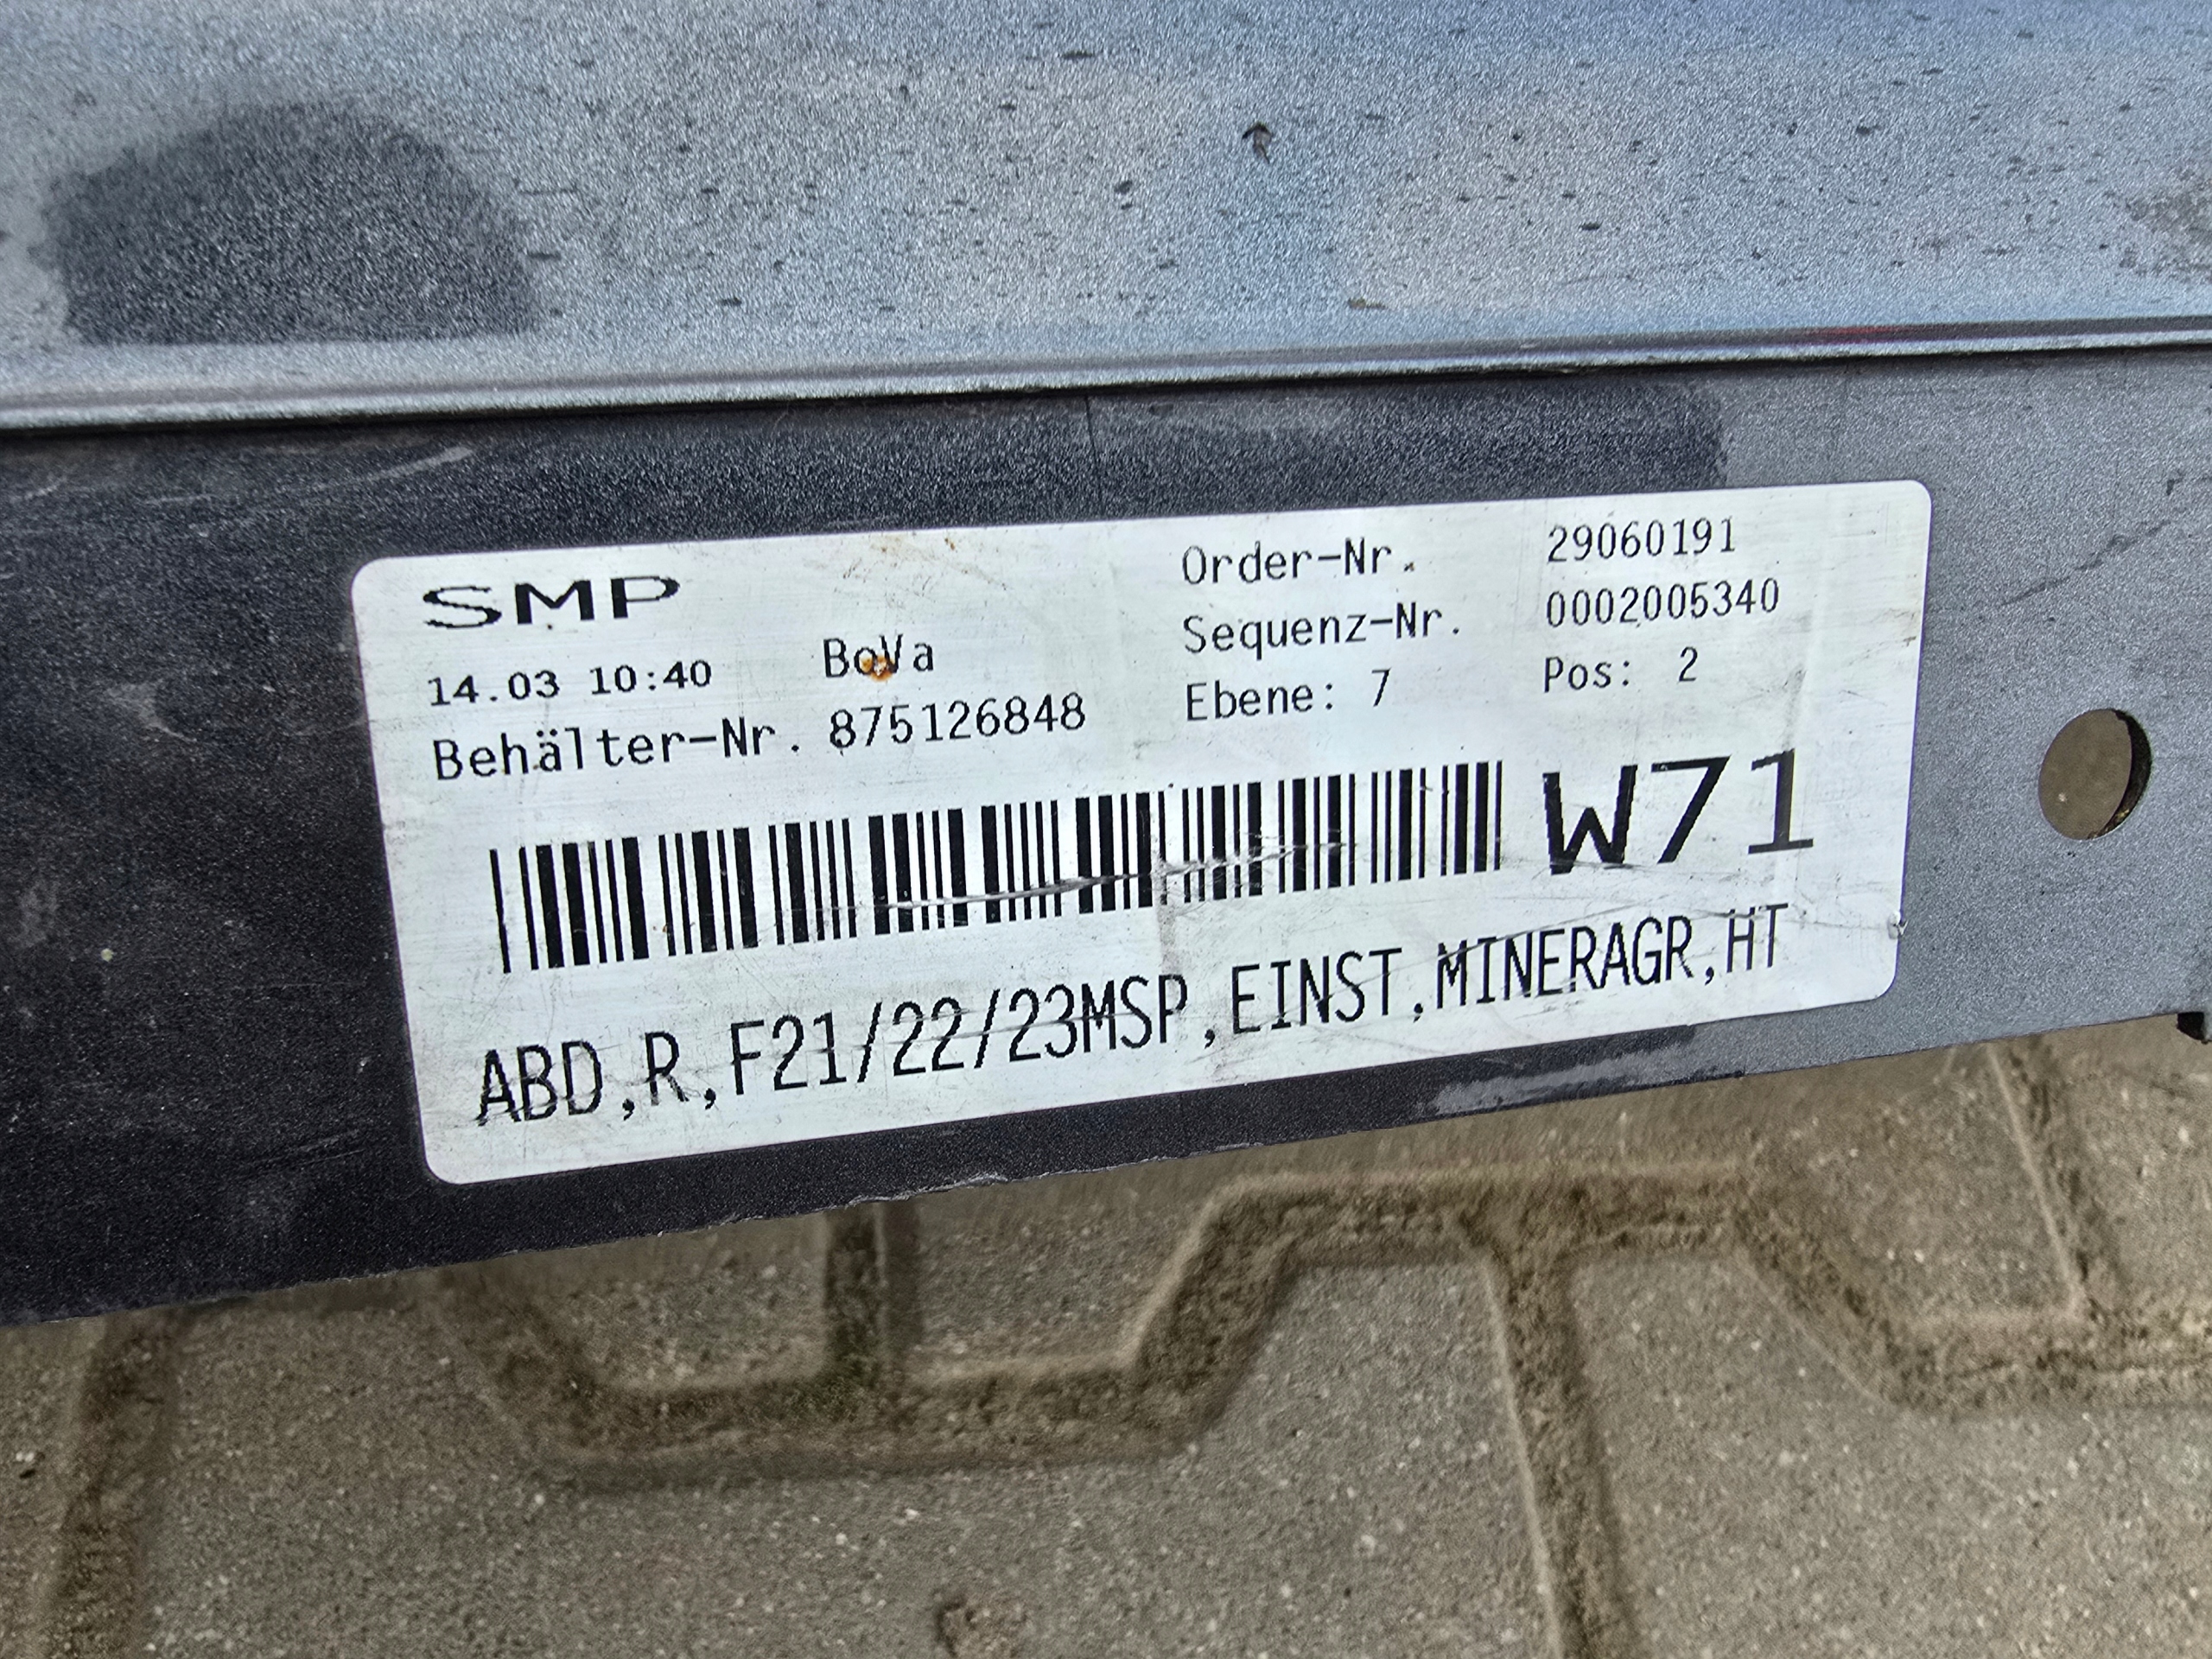 SMP
14.03 10:40 BoVa
Behälter-Nr. 875126848
Order-Nr. 29060191
Sequenz-Nr. 0002005340
Ebene: 7 Pos: 2
W71
ABD,R,F21/22/23MSP,EINST,MINERAGR,HT